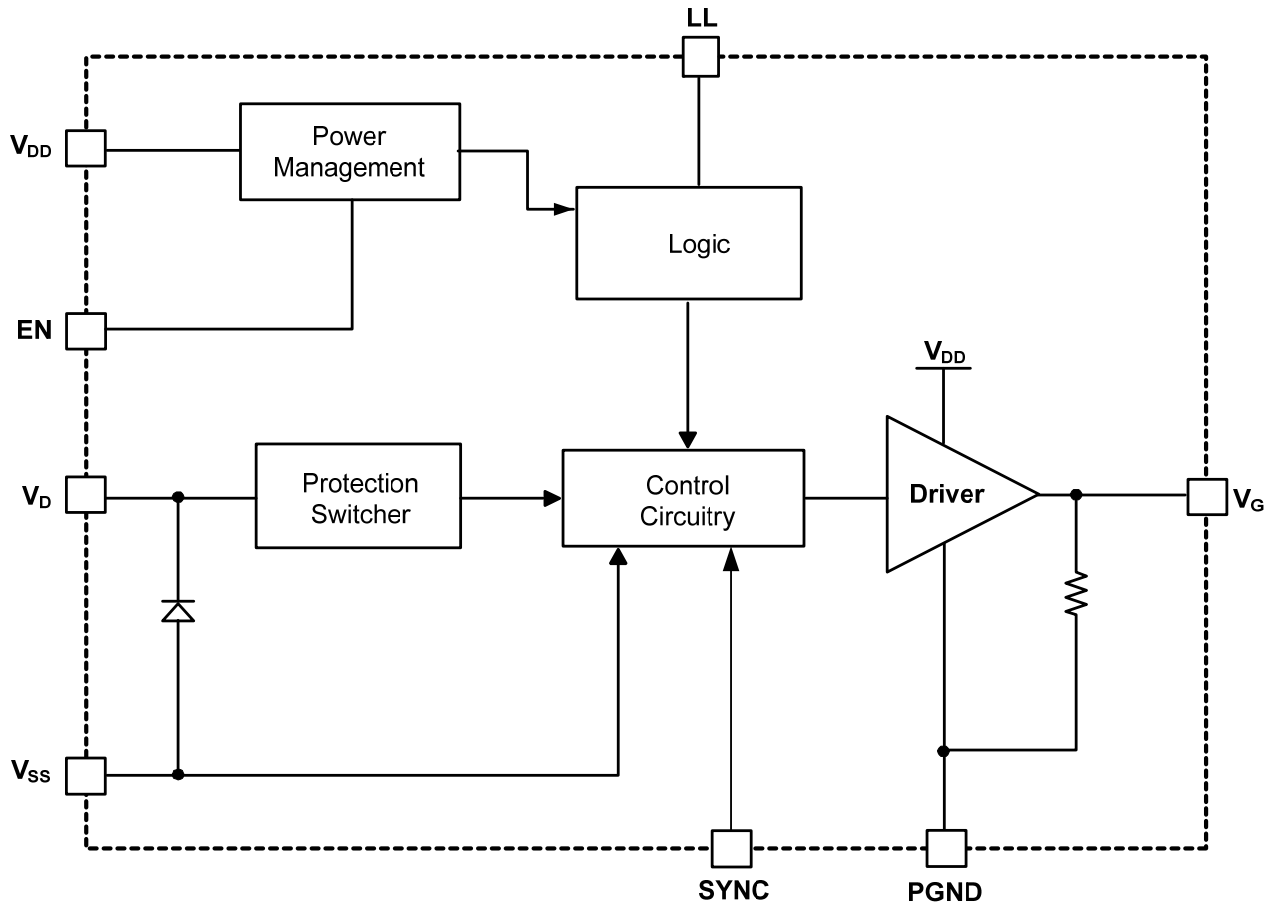 LL
VDD
Power
Management
Logic
EN
VDD
VD
Protection
Switcher
Control
Circuitry
Driver
VG
VSS
SYNC
PGND